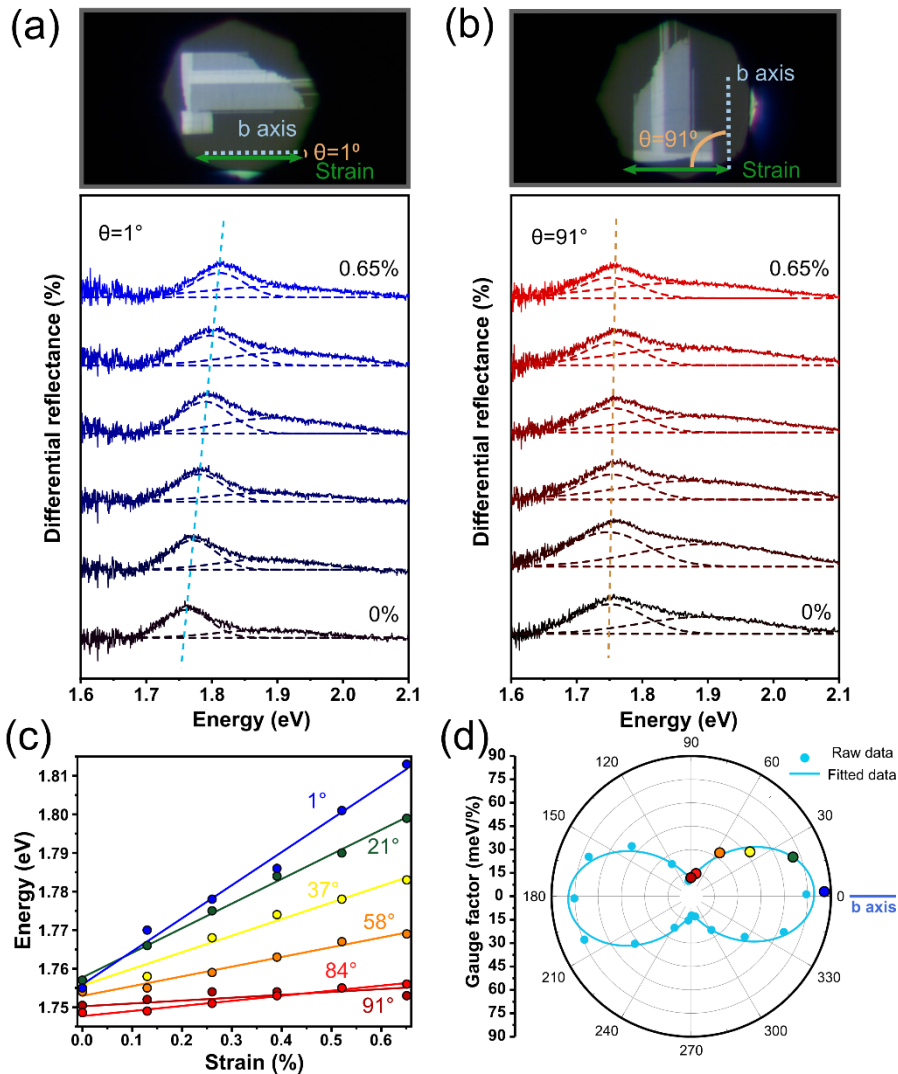 (a)
b axis
θ=1º
Strain
(b)
b axis
θ=91º
Strain
θ=1°
0.65%
0%
Differential reflectance (%)
1.6 1.7 1.8 1.9 2.0 2.1
Energy (eV)
θ=91°
0.65%
0%
Differential reflectance (%)
1.6 1.7 1.8 1.9 2.0 2.1
Energy (eV)
(c)
1.81
1.80
1.79
1.78
1.77
1.76
1.75
Energy (eV)
1°
21°
37°
58°
84°
91°
0.0 0.1 0.2 0.3 0.4 0.5 0.6
Strain (%)
(d)
90
75
60
45
30
15
0
15
30
45
60
75
90
Gauge factor (meV/%)
90
120
60
150
30
180
0
210
330
240
300
270
Raw data
Fitted data
b axis